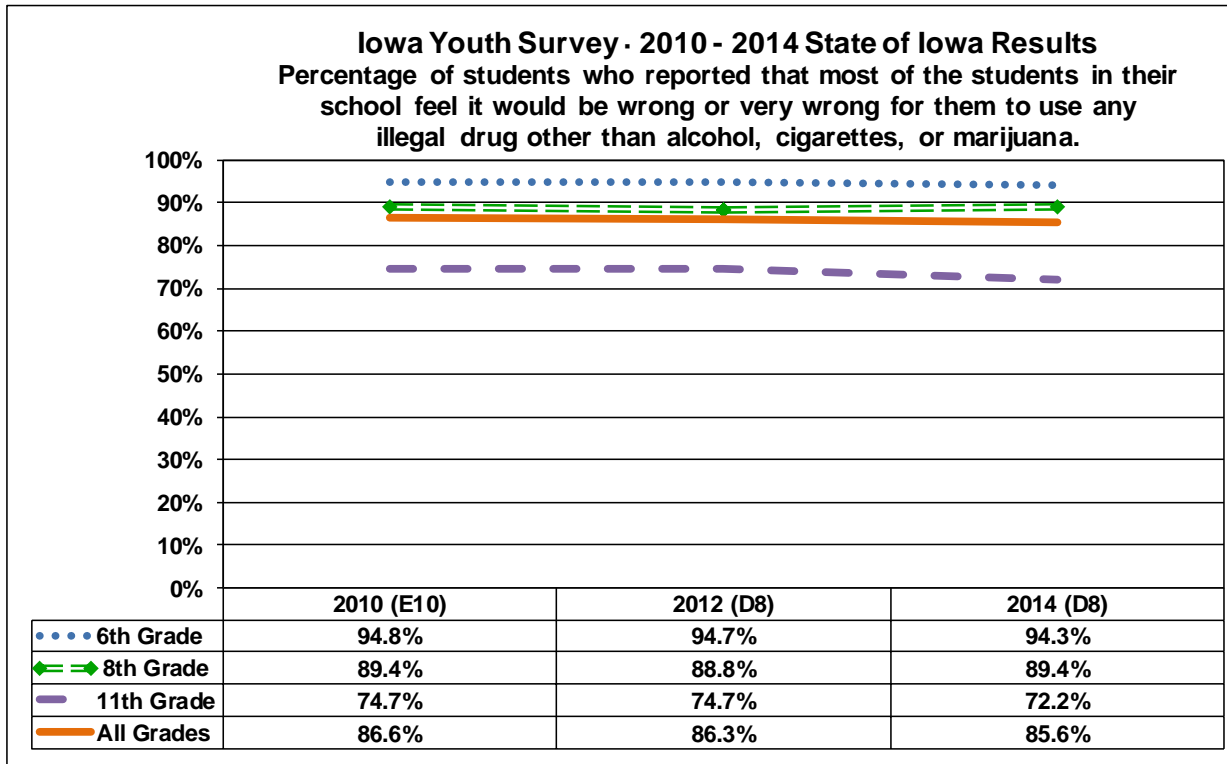 Iowa Youth Survey · 2010 - 2014 State of Iowa Results
Percentage of students who reported that most of the students in their
school feel it would be wrong or very wrong for them to use any
illegal drug other than alcohol, cigarettes, or marijuana.
100%
90%
80%
70%
60%
50%
40%
30%
20%
10%
0%
2010 (E10) 2012 (D8) 2014 (D8)
6th Grade 94.8% 94.7% 94.3%
8th Grade 89.4% 88.8% 89.4%
11th Grade 74.7% 74.7% 72.2%
All Grades 86.6% 86.3% 85.6%